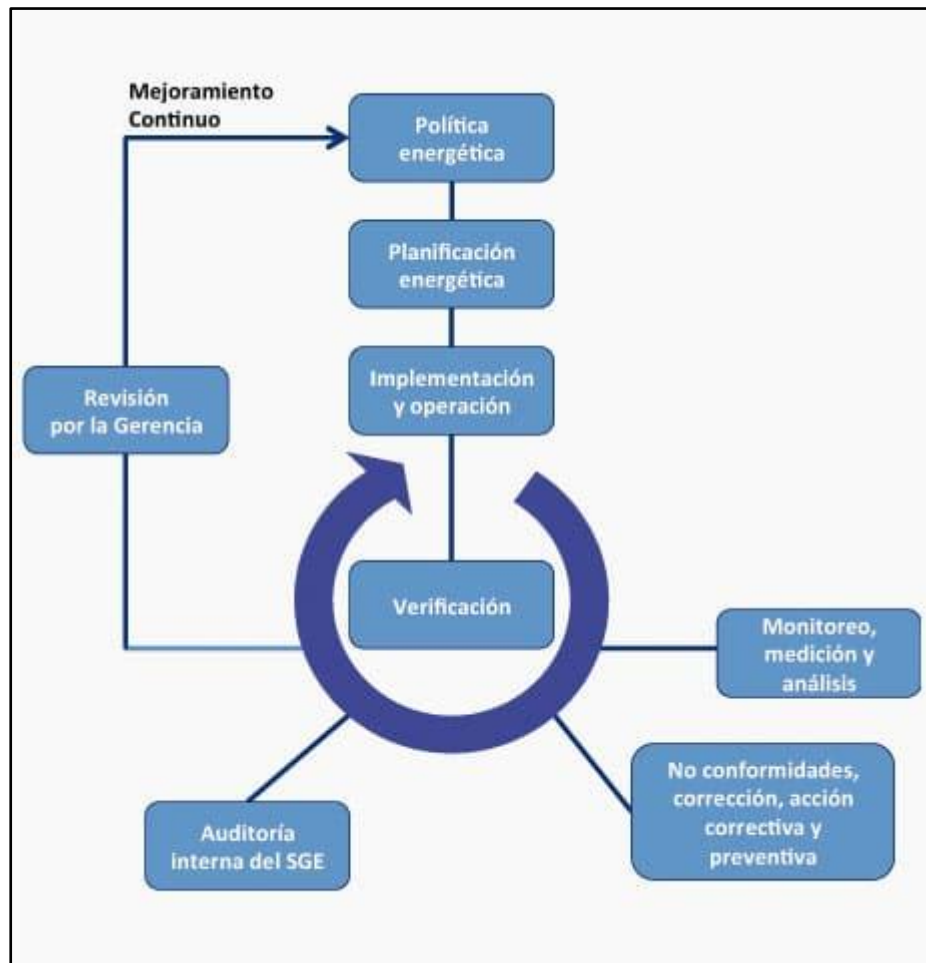 Mejoramiento
Continuo
Política
energética
Planificación
energética
Implementación
y operación
Revisión
por la Gerencia
Verificación
Monitoreo,
medición y
análisis
No conformidades,
corrección, acción
correctiva y
preventiva
Auditoría
interna del SGE